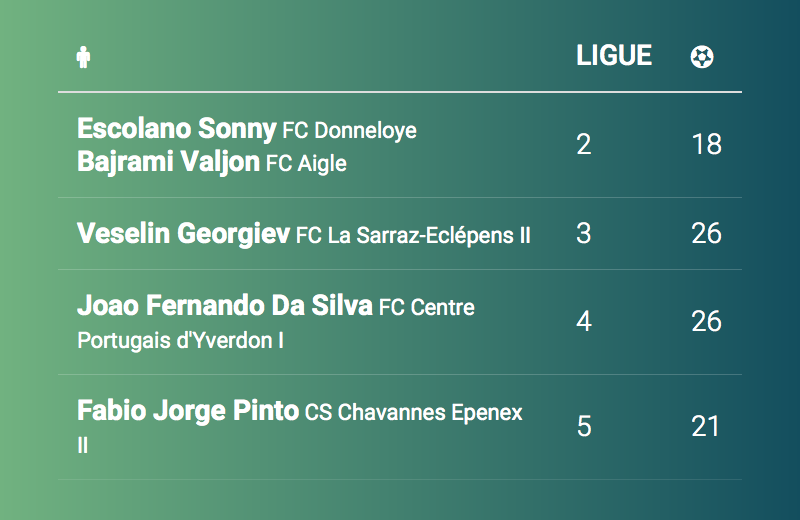 LIGUE
Escolano Sonny FC Donneloye
Bajrami Valjon FC Aigle
2 18
Veselin Georgiev FC La Sarraz-Eclépens II 3 26
Joao Fernando Da Silva FC Centre
Portugais d'Yverdon I
4 26
Fabio Jorge Pinto CS Chavannes Epenex
II
5 21